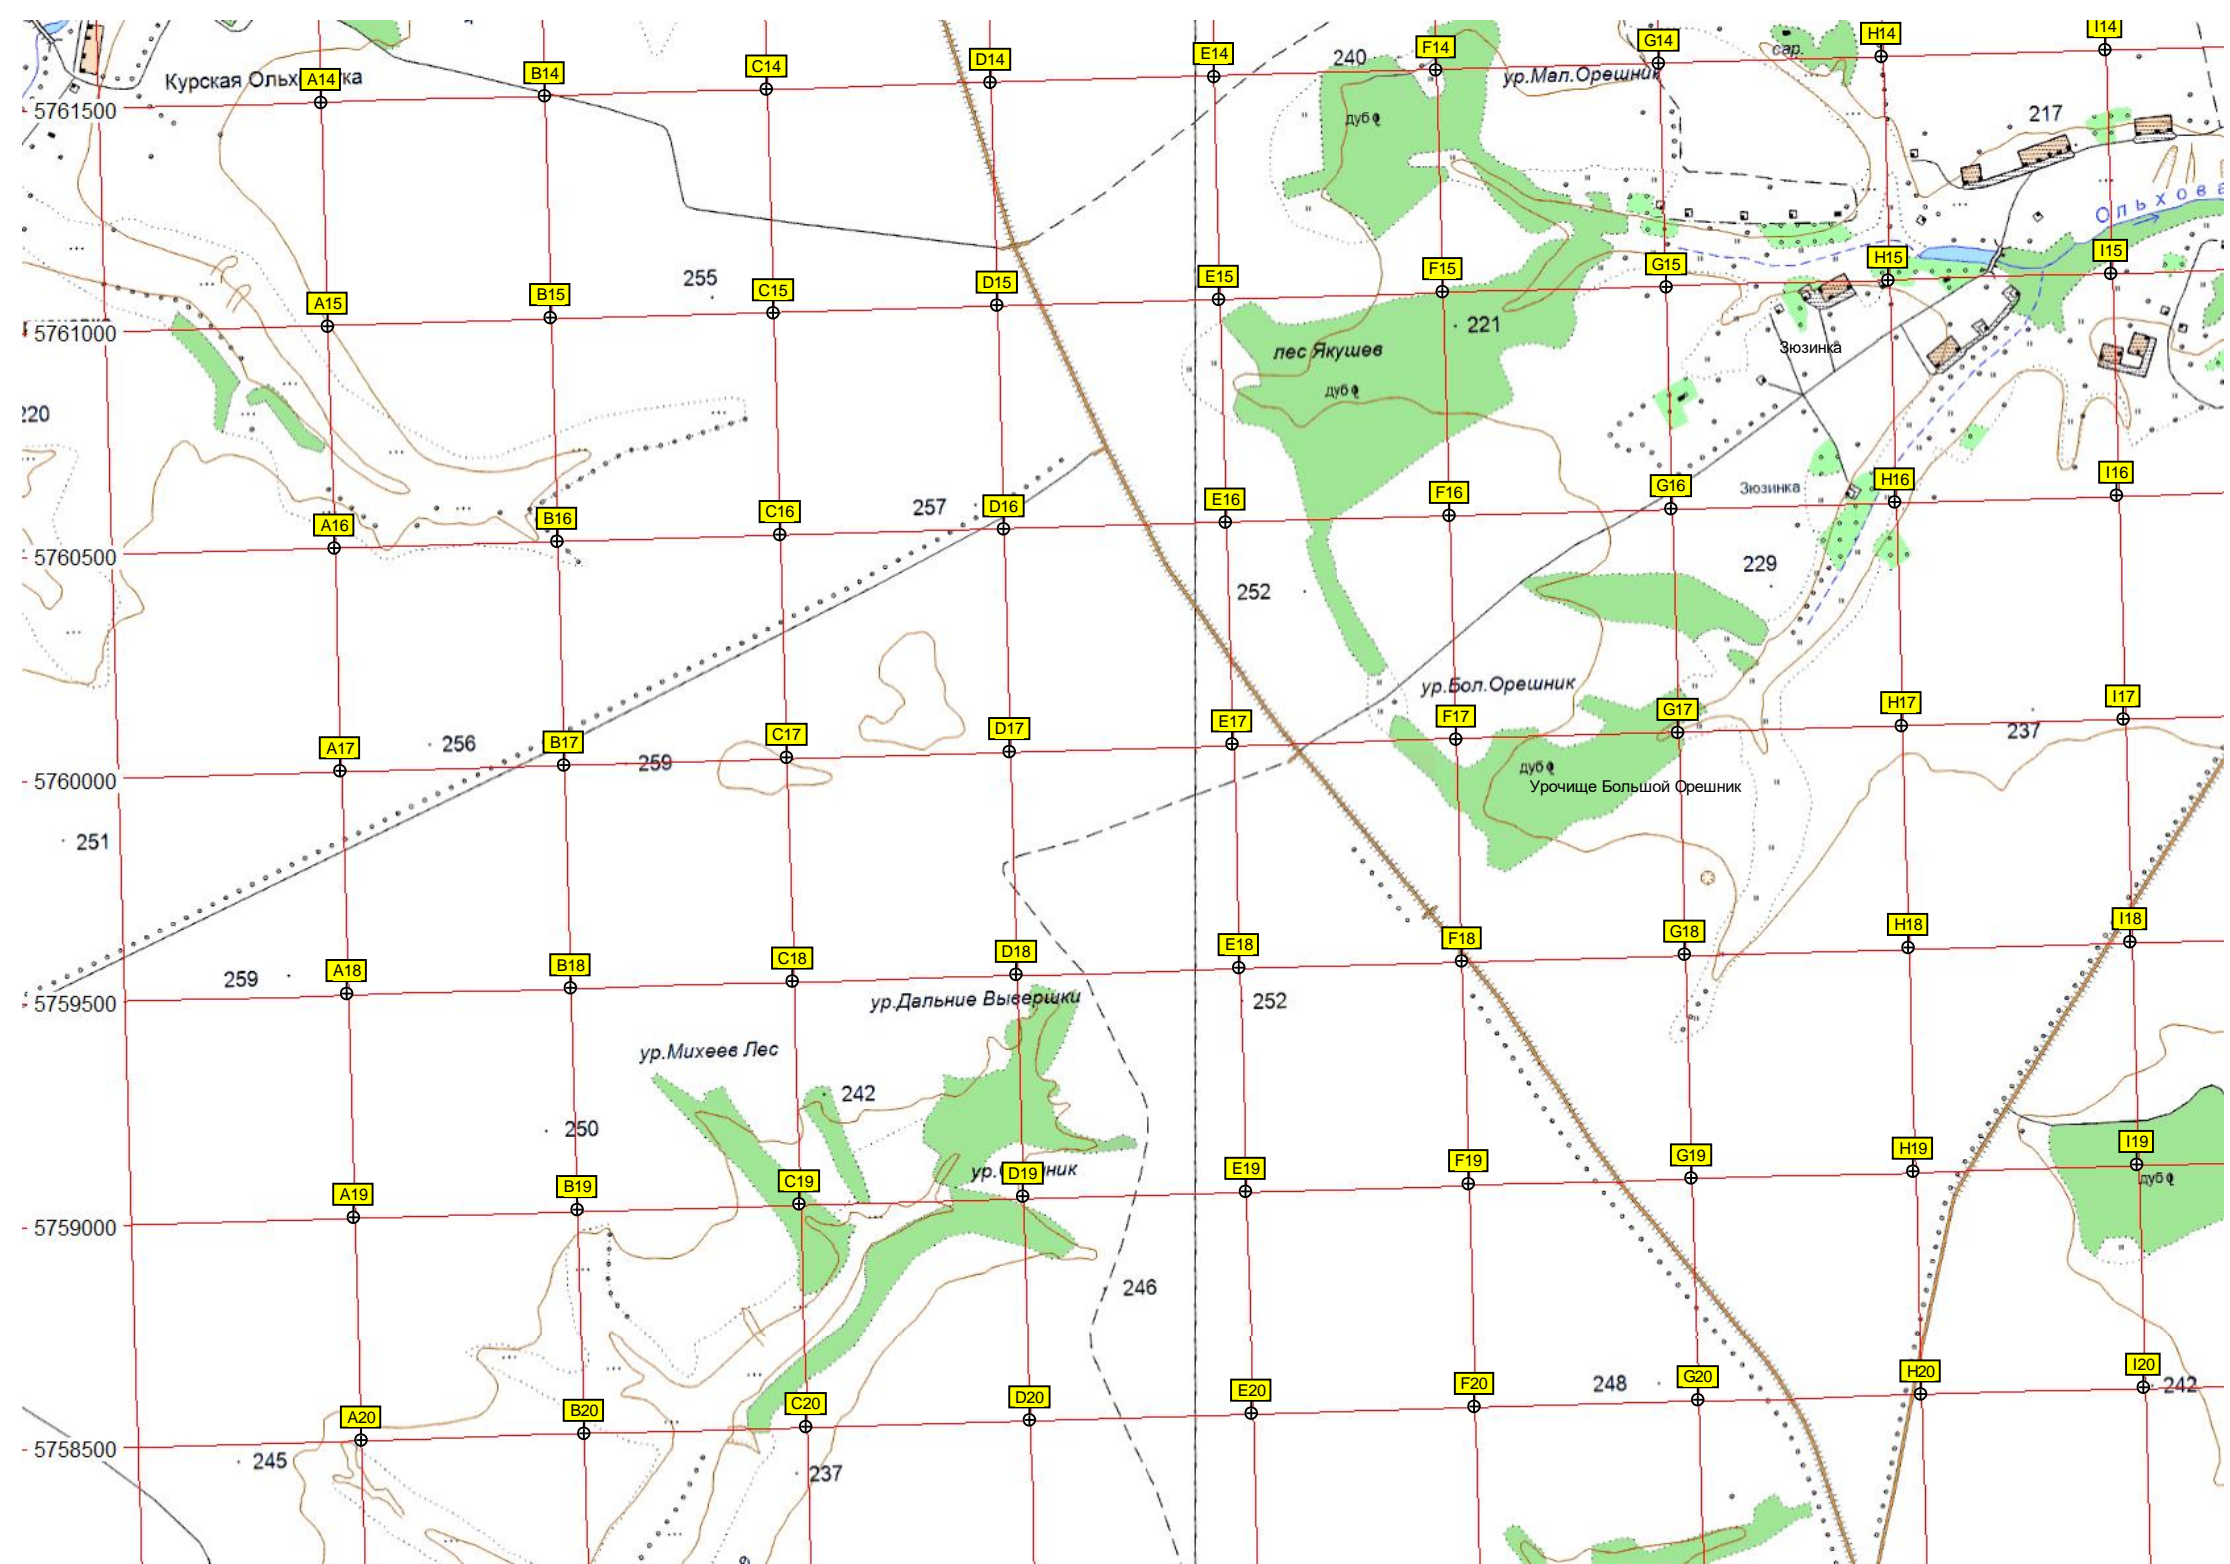 I14
H14
G14
F14
E14
D14
C14
B14
A14
сар.
240
ур.Мал.Орешник
Курская Ольх ка
5761500
217
дуб
Ольхова
I15
H15
G15
F15
E15
D15
C15
B15
A15
255
5761000
221
лес Якушев
Зюзинка
дуб
220
I16
H16
G16
F16
E16
D16
C16
B16
A16
Зюзинка
257
5760500
229
252
ур.Бол.Орешник
I17
H17
G17
F17
E17
D17
C17
B17
A17
237
256
259
5760000
дуб
Урочище Большой Орешник
251
I18
H18
G18
F18
E18
D18
C18
B18
A18
259
5759500
252
ур.Дальние Вывершки
ур.Михеев Лес
242
250
I19
H19
G19
F19
E19
D19
C19
B19
A19
дуб
5759000
246
I20
H20
G20
F20
E20
D20
C20
B20
A20
248
242
5758500
245
237